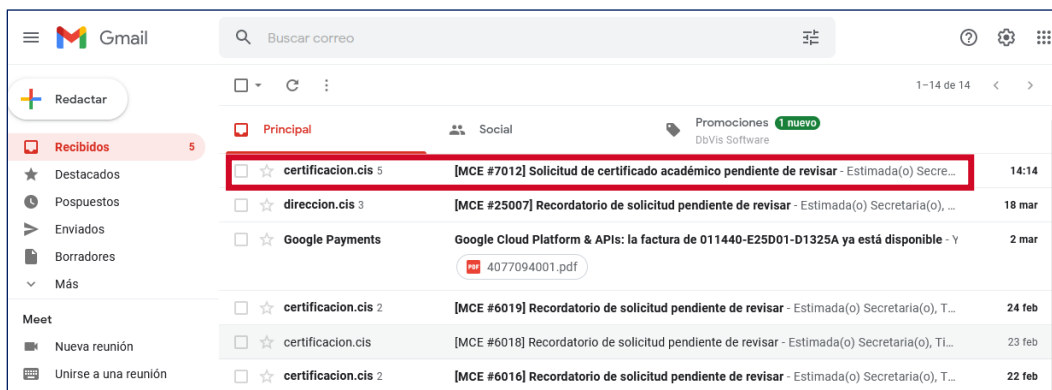 Gmail
Buscar correo
Redactar
1–14 de 14
Principal
Social
Promociones 1 nuevo
DbVis Software
Recibidos 5
Destacados
Pospuestos
Enviados
Borradores
Más
Meet
Nueva reunión
Unirse a una reunión
certificacion.cis 5 [MCE #7012] Solicitud de certificado académico pendiente de revisar - Estimada(o) Secre... 14:14
direccion.cis 3 [MCE #25007] Recordatorio de solicitud pendiente de revisar - Estimada(o) Secretaria(o), ... 18 mar
Google Payments Google Cloud Platform & APIs: la factura de 011440-E25D01-D1325A ya está disponible - Y 2 mar
PDF 4077094001.pdf
certificacion.cis 2 [MCE #6019] Recordatorio de solicitud pendiente de revisar - Estimada(o) Secretaria(o), T... 24 feb
certificacion.cis [MCE #6018] Recordatorio de solicitud pendiente de revisar - Estimada(o) Secretaria(o), Ti... 23 feb
certificacion.cis 2 [MCE #6016] Recordatorio de solicitud pendiente de revisar - Estimada(o) Secretaria(o), T... 22 feb